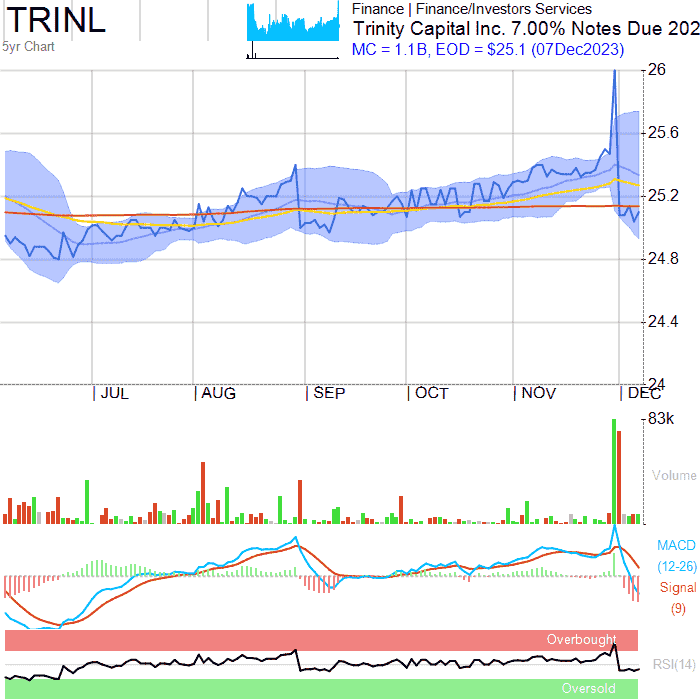 TRINL
5yr Chart
Finance | Finance/Investors Services
Trinity Capital Inc. 7.00% Notes Due 202
MC = 1.1B, EOD = $25.1 (07Dec2023)
26
25.6
25.2
24.8
24.4
24
JUL AUG SEP OCT NOV DEC
83k
Volume
MACD
(12-26)
Signal
(9)
Overbought
RSI(14)
Oversold